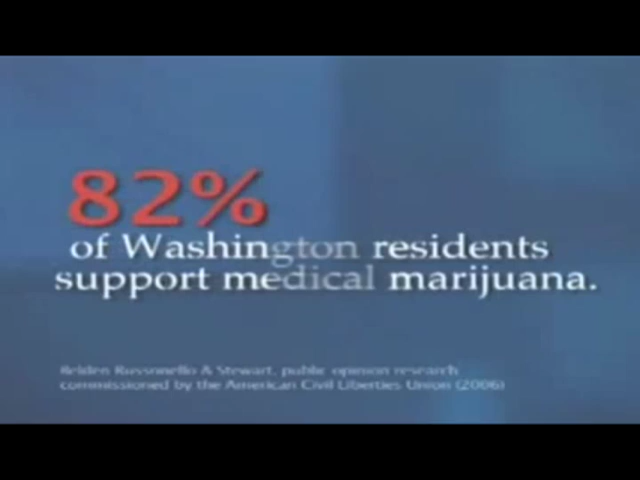 82%
of Washington residents
support medical marijuana.
Belden Russonello & Stewart, public opinion research
commissioned by the American Civil Liberties Union (2006)